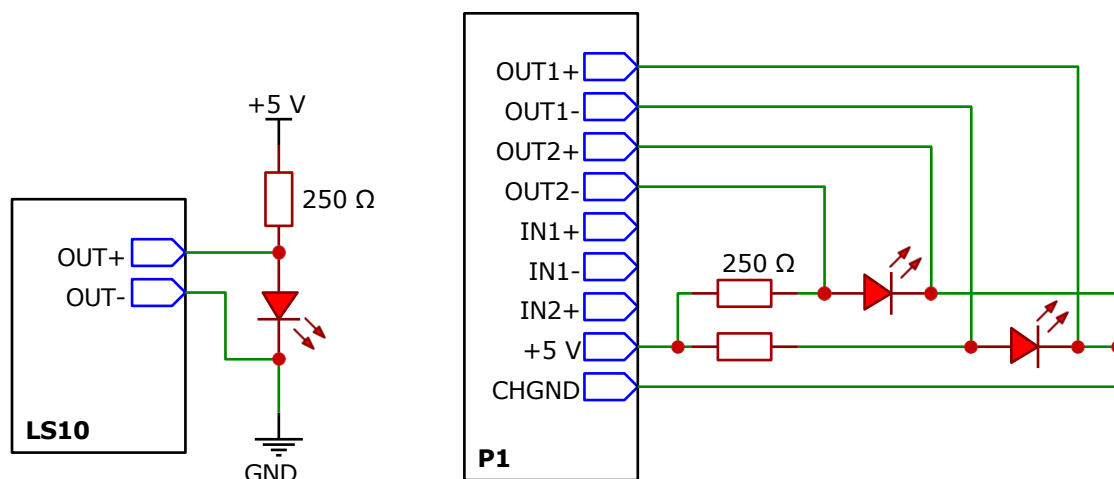 +5 V
250 Ω
OUT+
OUT-
LS10
GND
OUT1+
OUT1-
OUT2+
OUT2-
IN1+
IN1-
IN2+
+5 V
CHGND
250 Ω
P1